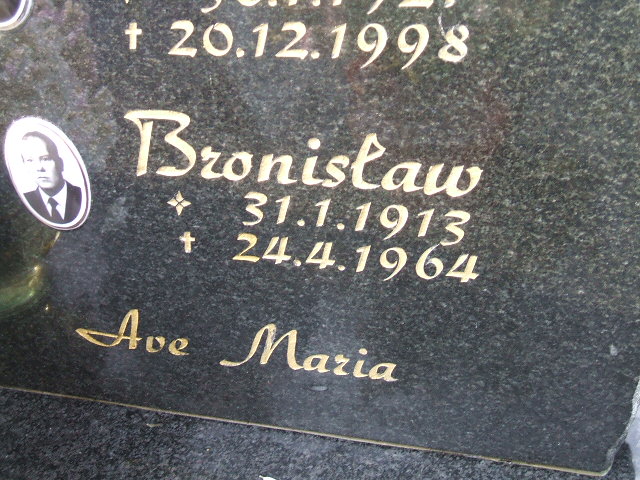 † 20.12.1998
Bronisław
31.1.1913
† 24.4.1964
Ave Maria